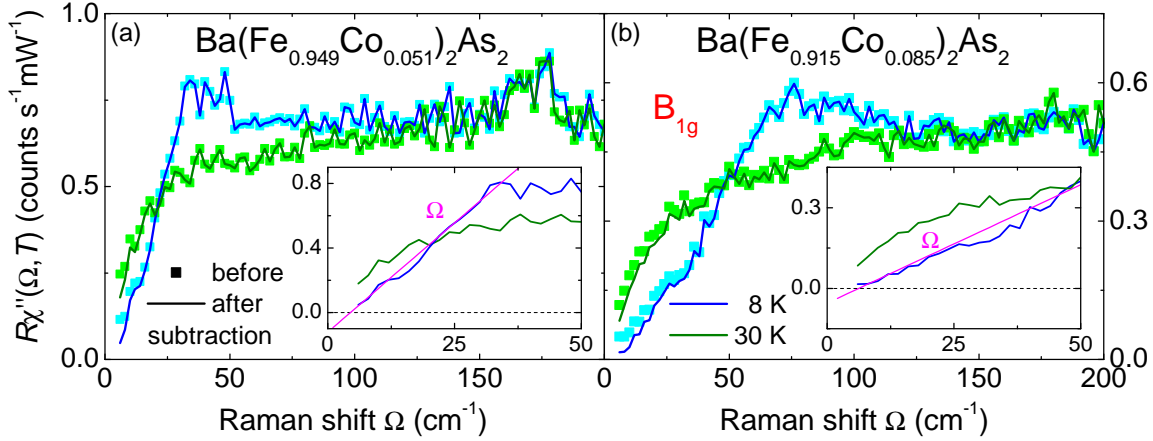 (a) Ba(Fe0.949Co0.051)2As2
(b) Ba(Fe0.915Co0.085)2As2
B1g
Rχ''(Ω, T) (counts s-1mW-1)
1.0
0.5
0.0
0.6
0.3
0.0
before
after
subtraction
8 K
30 K
0.8
0.4
0.0
Ω
0 25 50
0.3
0.0
Ω
0 25 50
0 50 100 150
0 50 100 150 200
Raman shift Ω (cm-1)
Raman shift Ω (cm-1)